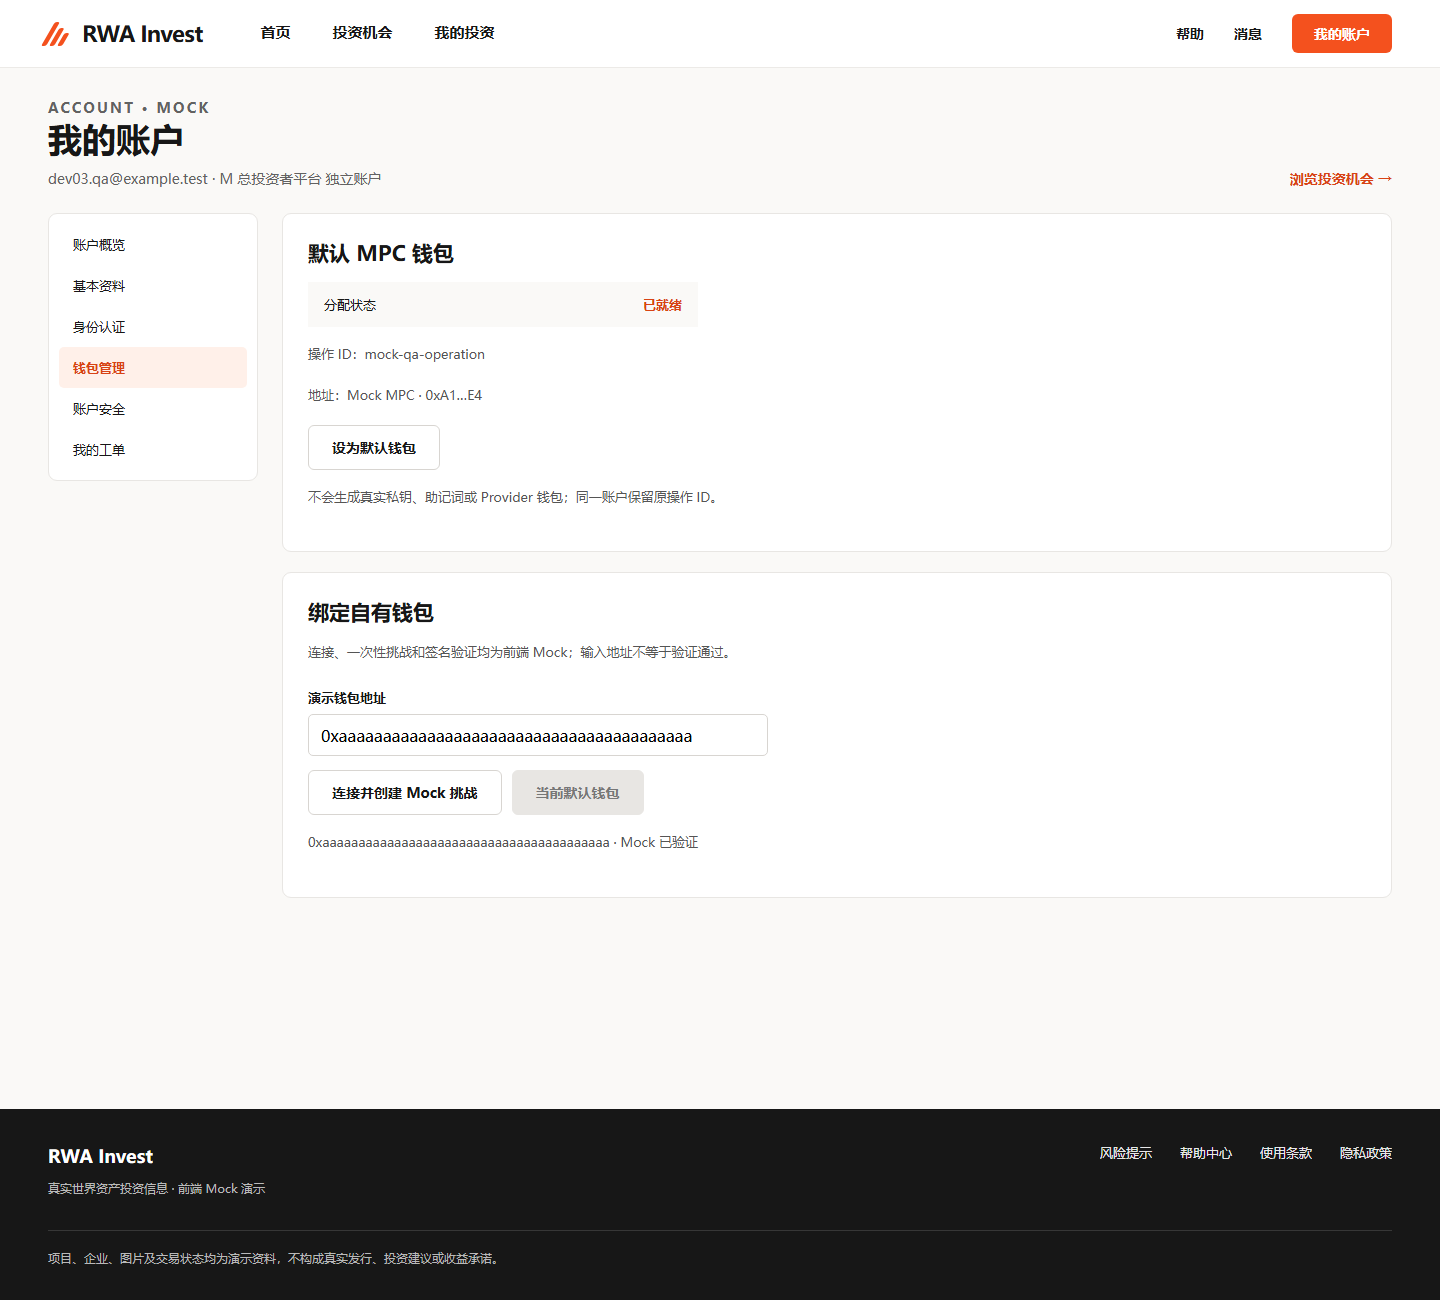 RWA Invest 首页 投资机会 我的投资 帮助 消息 我的账户
ACCOUNT • MOCK
我的账户
dev03.qa@example.test · M 总投资者平台 独立账户 浏览投资机会 →
账户概览
基本资料
身份认证
钱包管理
账户安全
我的工单
默认 MPC 钱包
分配状态 已就绪
操作 ID：mock-qa-operation
地址：Mock MPC · 0xA1…E4
设为默认钱包
不会生成真实私钥、助记词或 Provider 钱包；同一账户保留原操作 ID。
绑定自有钱包
连接、一次性挑战和签名验证均为前端 Mock；输入地址不等于验证通过。
演示钱包地址
0xaaaaaaaaaaaaaaaaaaaaaaaaaaaaaaaaaaaaaaaa
连接并创建 Mock 挑战 当前默认钱包
0xaaaaaaaaaaaaaaaaaaaaaaaaaaaaaaaaaaaaaaaa · Mock 已验证
RWA Invest 风险提示 帮助中心 使用条款 隐私政策
真实世界资产投资信息 · 前端 Mock 演示
项目、企业、图片及交易状态均为演示资料，不构成真实发行、投资建议或收益承诺。